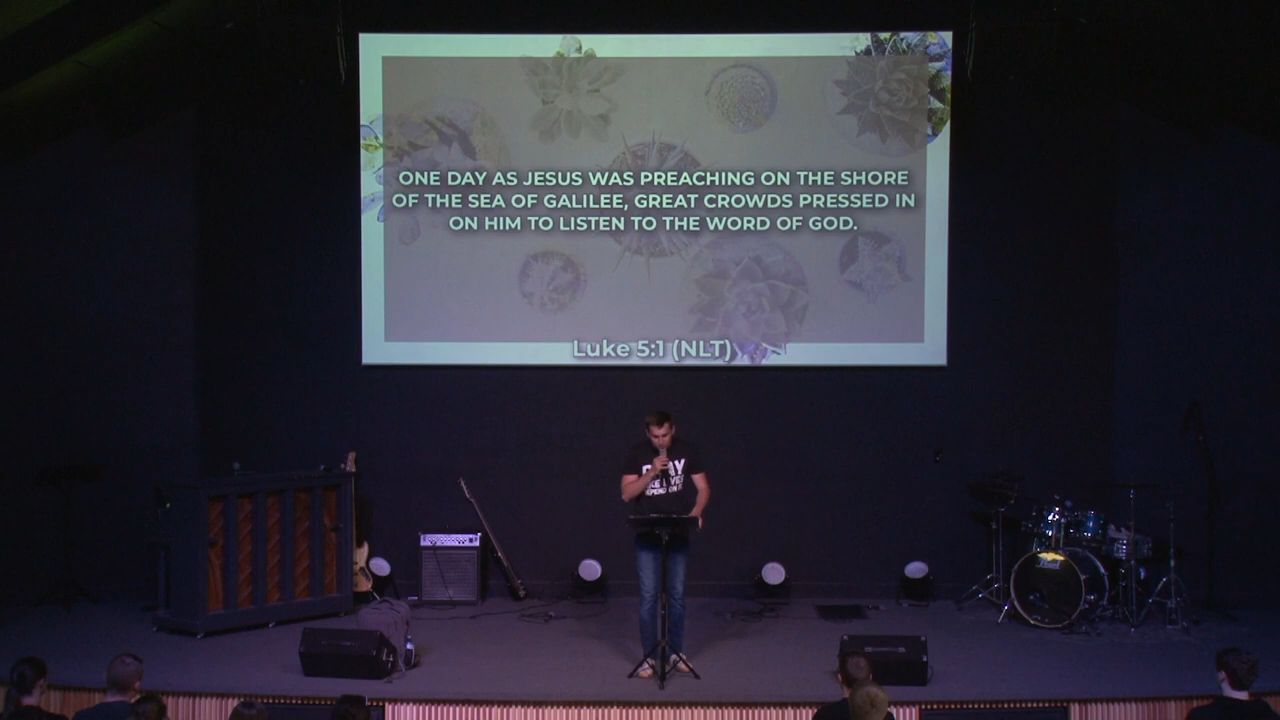 ONE DAY AS JESUS WAS PREACHING ON THE SHORE
OF THE SEA OF GALILEE, GREAT CROWDS PRESSED IN
ON HIM TO LISTEN TO THE WORD OF GOD.
Luke 5:1 (NLT)
Pearl